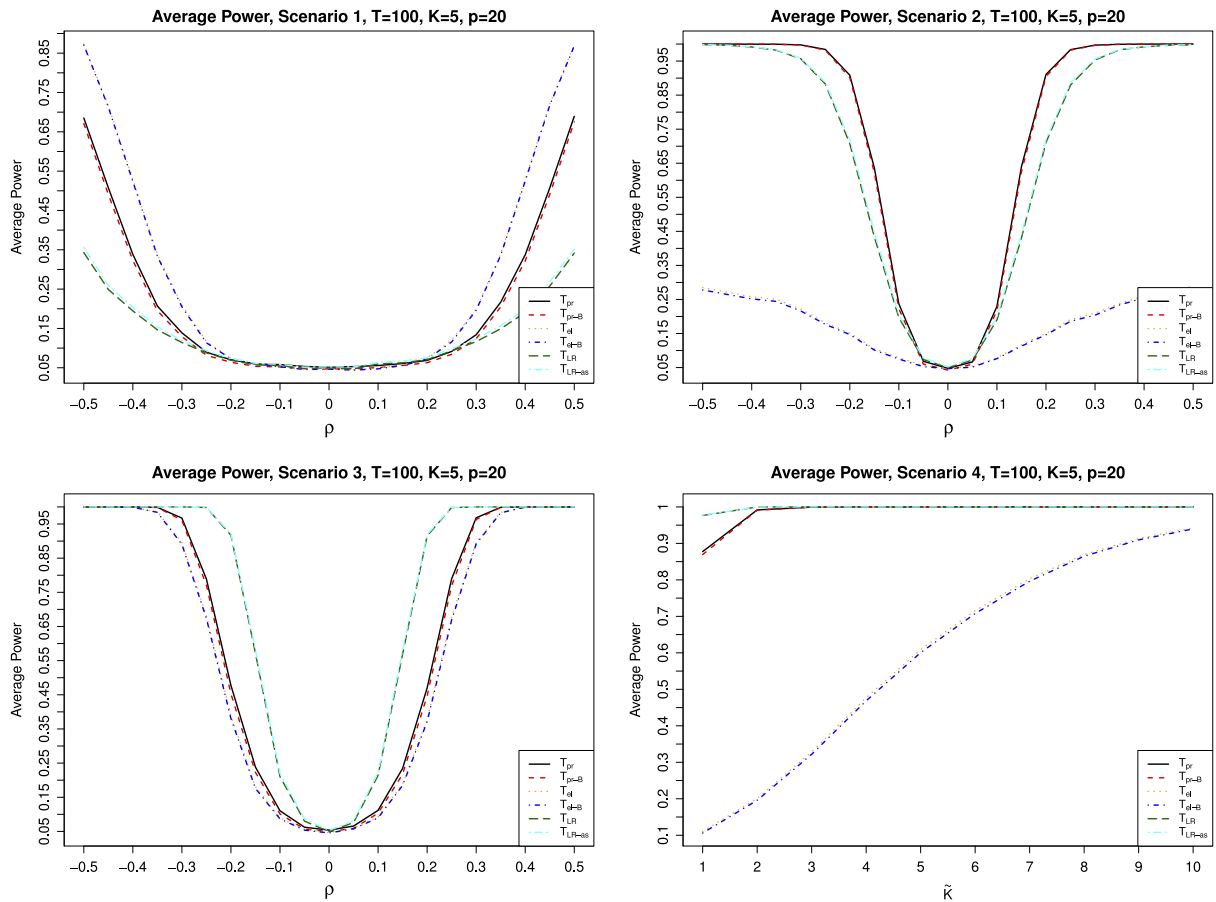 Average Power, Scenario 1, T=100, K=5, p=20
Average Power
0.05 0.15 0.25 0.35 0.45 0.55 0.65 0.75 0.85
−0.5 −0.4 −0.3 −0.2 −0.1 0 0.1 0.2 0.3 0.4 0.5
ρ
T_pr
T_pr−B
T_el
T_el−B
T_LR
T_LR−as
Average Power, Scenario 2, T=100, K=5, p=20
Average Power
0.05 0.15 0.25 0.35 0.45 0.55 0.65 0.75 0.85 0.95
−0.5 −0.4 −0.3 −0.2 −0.1 0 0.1 0.2 0.3 0.4 0.5
ρ
T_pr
T_pr−B
T_el
T_el−B
T_LR
T_LR−as
Average Power, Scenario 3, T=100, K=5, p=20
Average Power
0.05 0.15 0.25 0.35 0.45 0.55 0.65 0.75 0.85 0.95
−0.5 −0.4 −0.3 −0.2 −0.1 0 0.1 0.2 0.3 0.4 0.5
ρ
T_pr
T_pr−B
T_el
T_el−B
T_LR
T_LR−as
Average Power, Scenario 4, T=100, K=5, p=20
Average Power
0.1 0.2 0.3 0.4 0.5 0.6 0.7 0.8 0.9 1
1 2 3 4 5 6 7 8 9 10
K̃
T_pr
T_pr−B
T_el
T_el−B
T_LR
T_LR−as